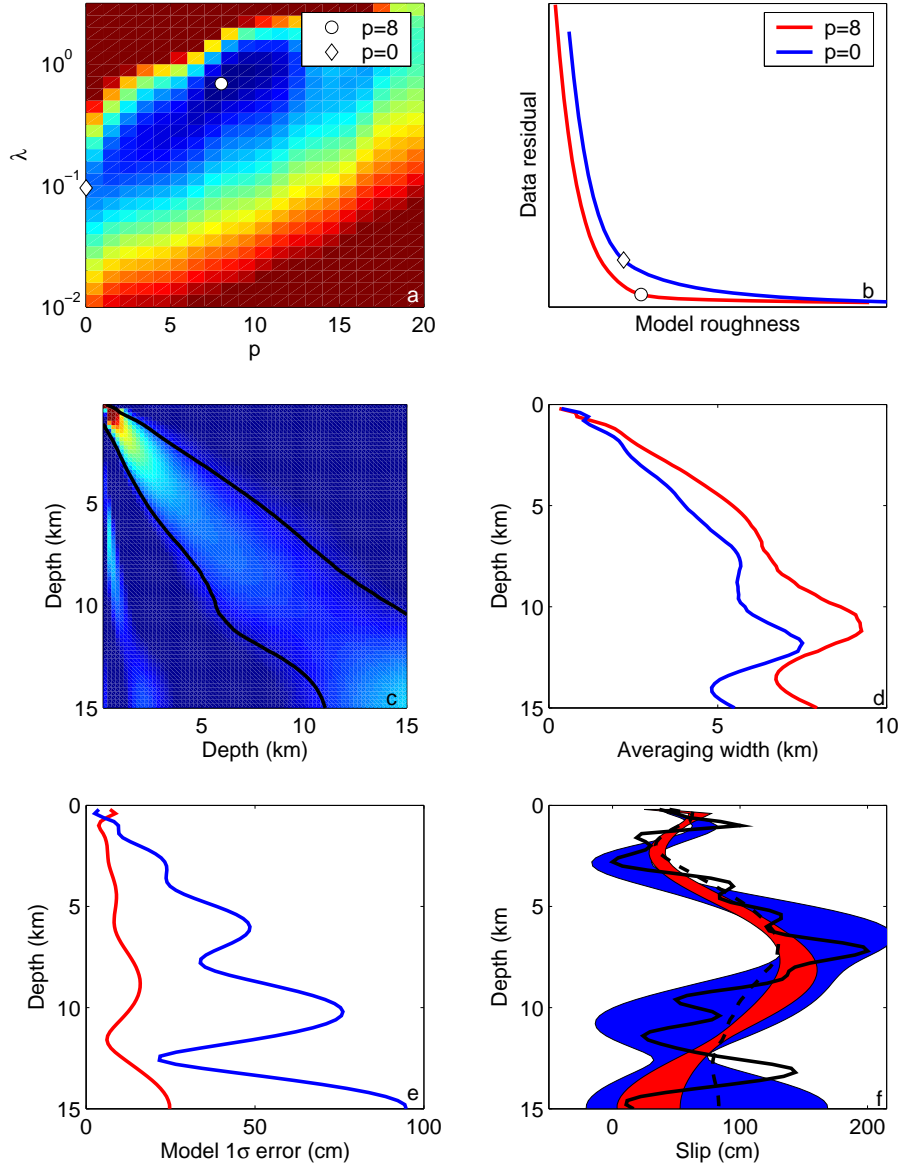 p=8
p=0
10^0
10^-1
10^-2
λ
0 5 10 15 20
p
a
p=8
p=0
Data residual
Model roughness
b
5
10
15
Depth (km)
5 10 15
Depth (km)
c
0
5
10
15
Depth (km)
0 5 10
Averaging width (km)
d
0
5
10
15
Depth (km)
0 50 100
Model 1σ error (cm)
e
0
5
10
15
Depth (km
0 100 200
Slip (cm)
f